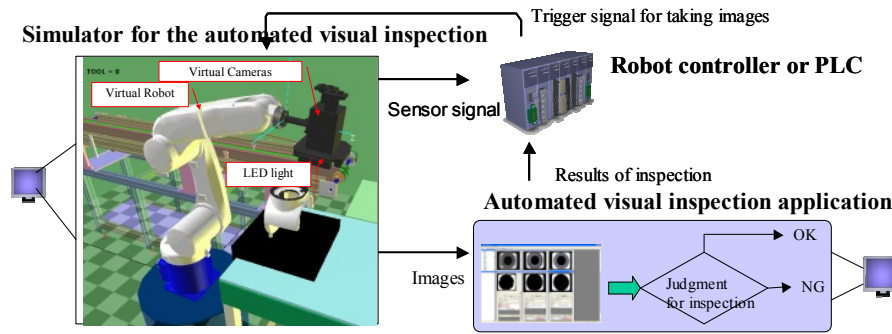 Trigger signal for taking images
Simulator for the automated visual inspection
TOOL = 0
Virtual Cameras
Virtual Robot
LED light
Sensor signal
Robot controller or PLC
Results of inspection
Automated visual inspection application
Images
Judgment
for inspection
OK
NG